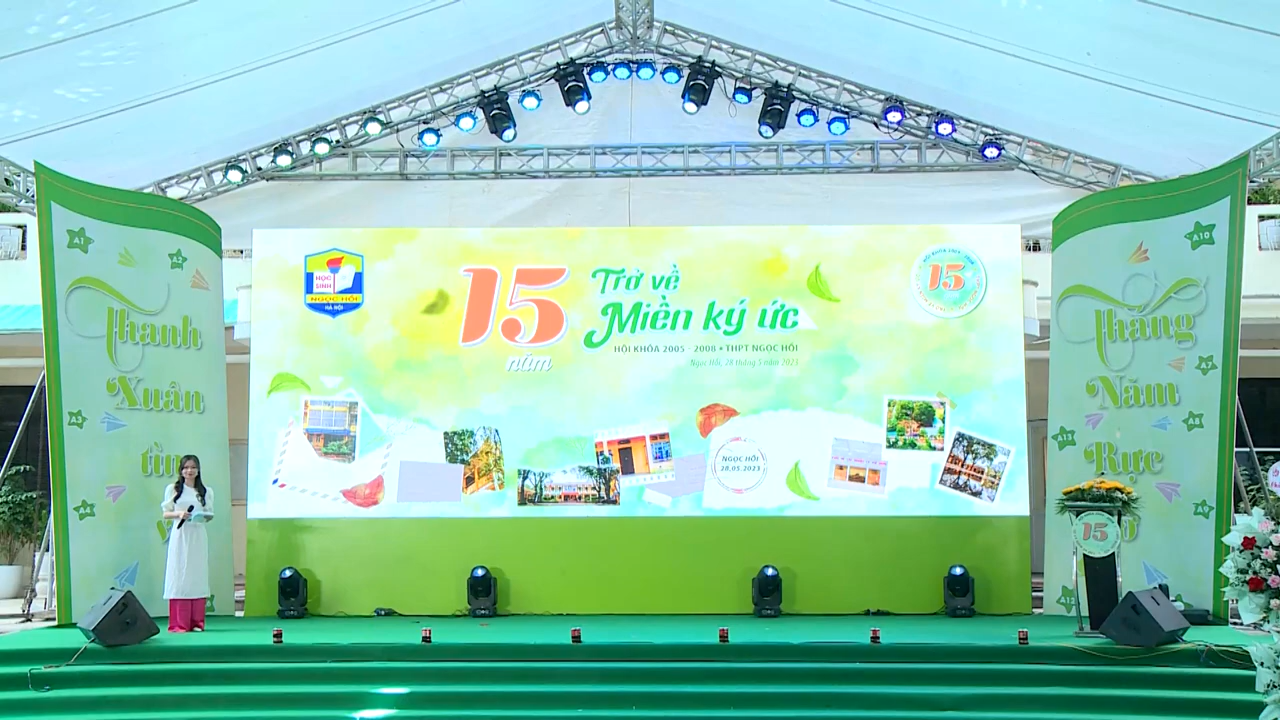 A1
A2
Thanh
Xuân
A3
A4
HỌC
SINH
NGỌC HỒI
HÀ NỘI
15
năm
Trở về
Miền ký ức
HỘI KHÓA 2005 - 2008 • THPT NGỌC HỒI
Ngọc Hồi, 28 tháng 5 năm 2023
15
NGỌC HỒI
28.05.2023
A10
Tháng
Năm
Rực
A8
A13
A9
A12
15